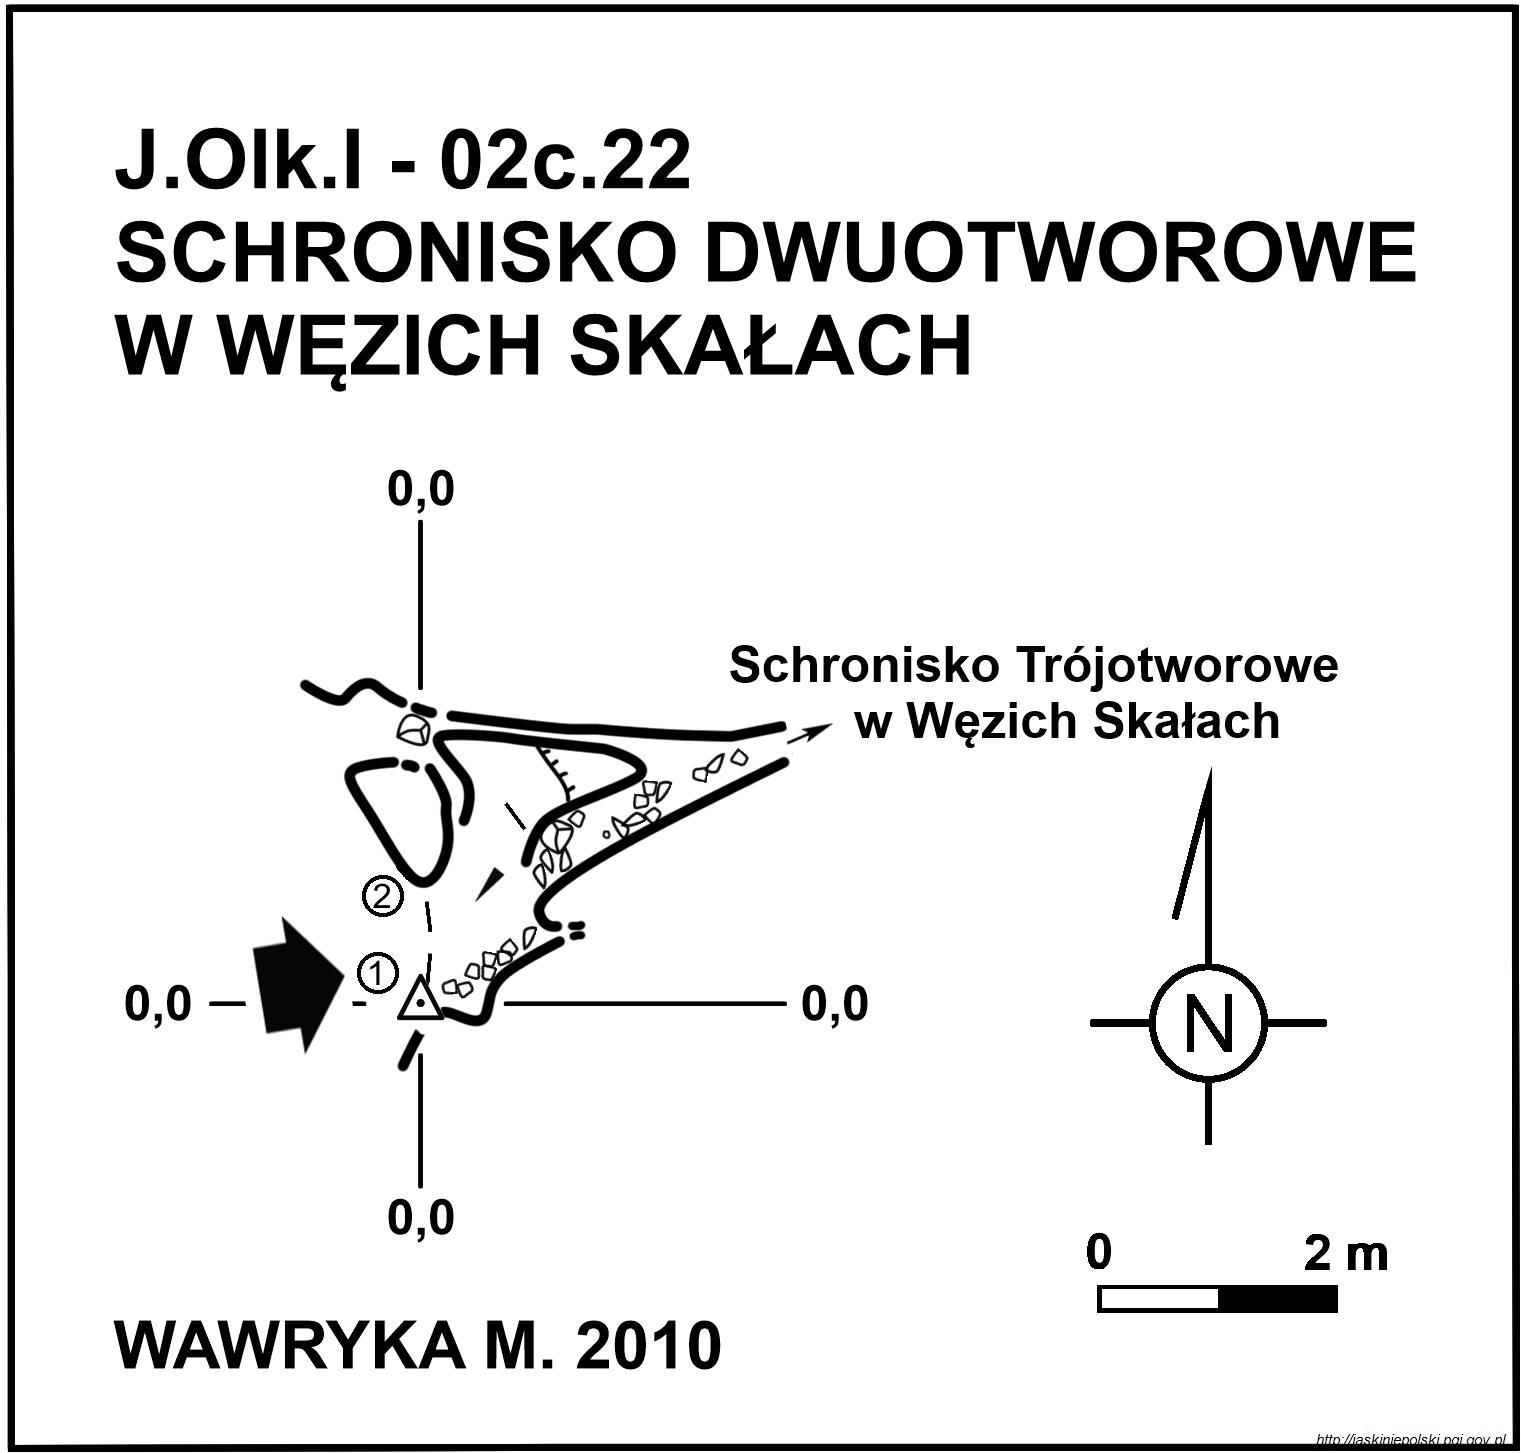 J.Olk.I - 02c.22
SCHRONISKO DWUOTWOROWE
W WĘZICH SKAŁACH
0,0
Schronisko Trójotworowe
w Węzich Skałach
2
1
0,0
0,0
N
0,0
0 2 m
WAWRYKA M. 2010
http://jaskiniepolski.pgi.gov.pl